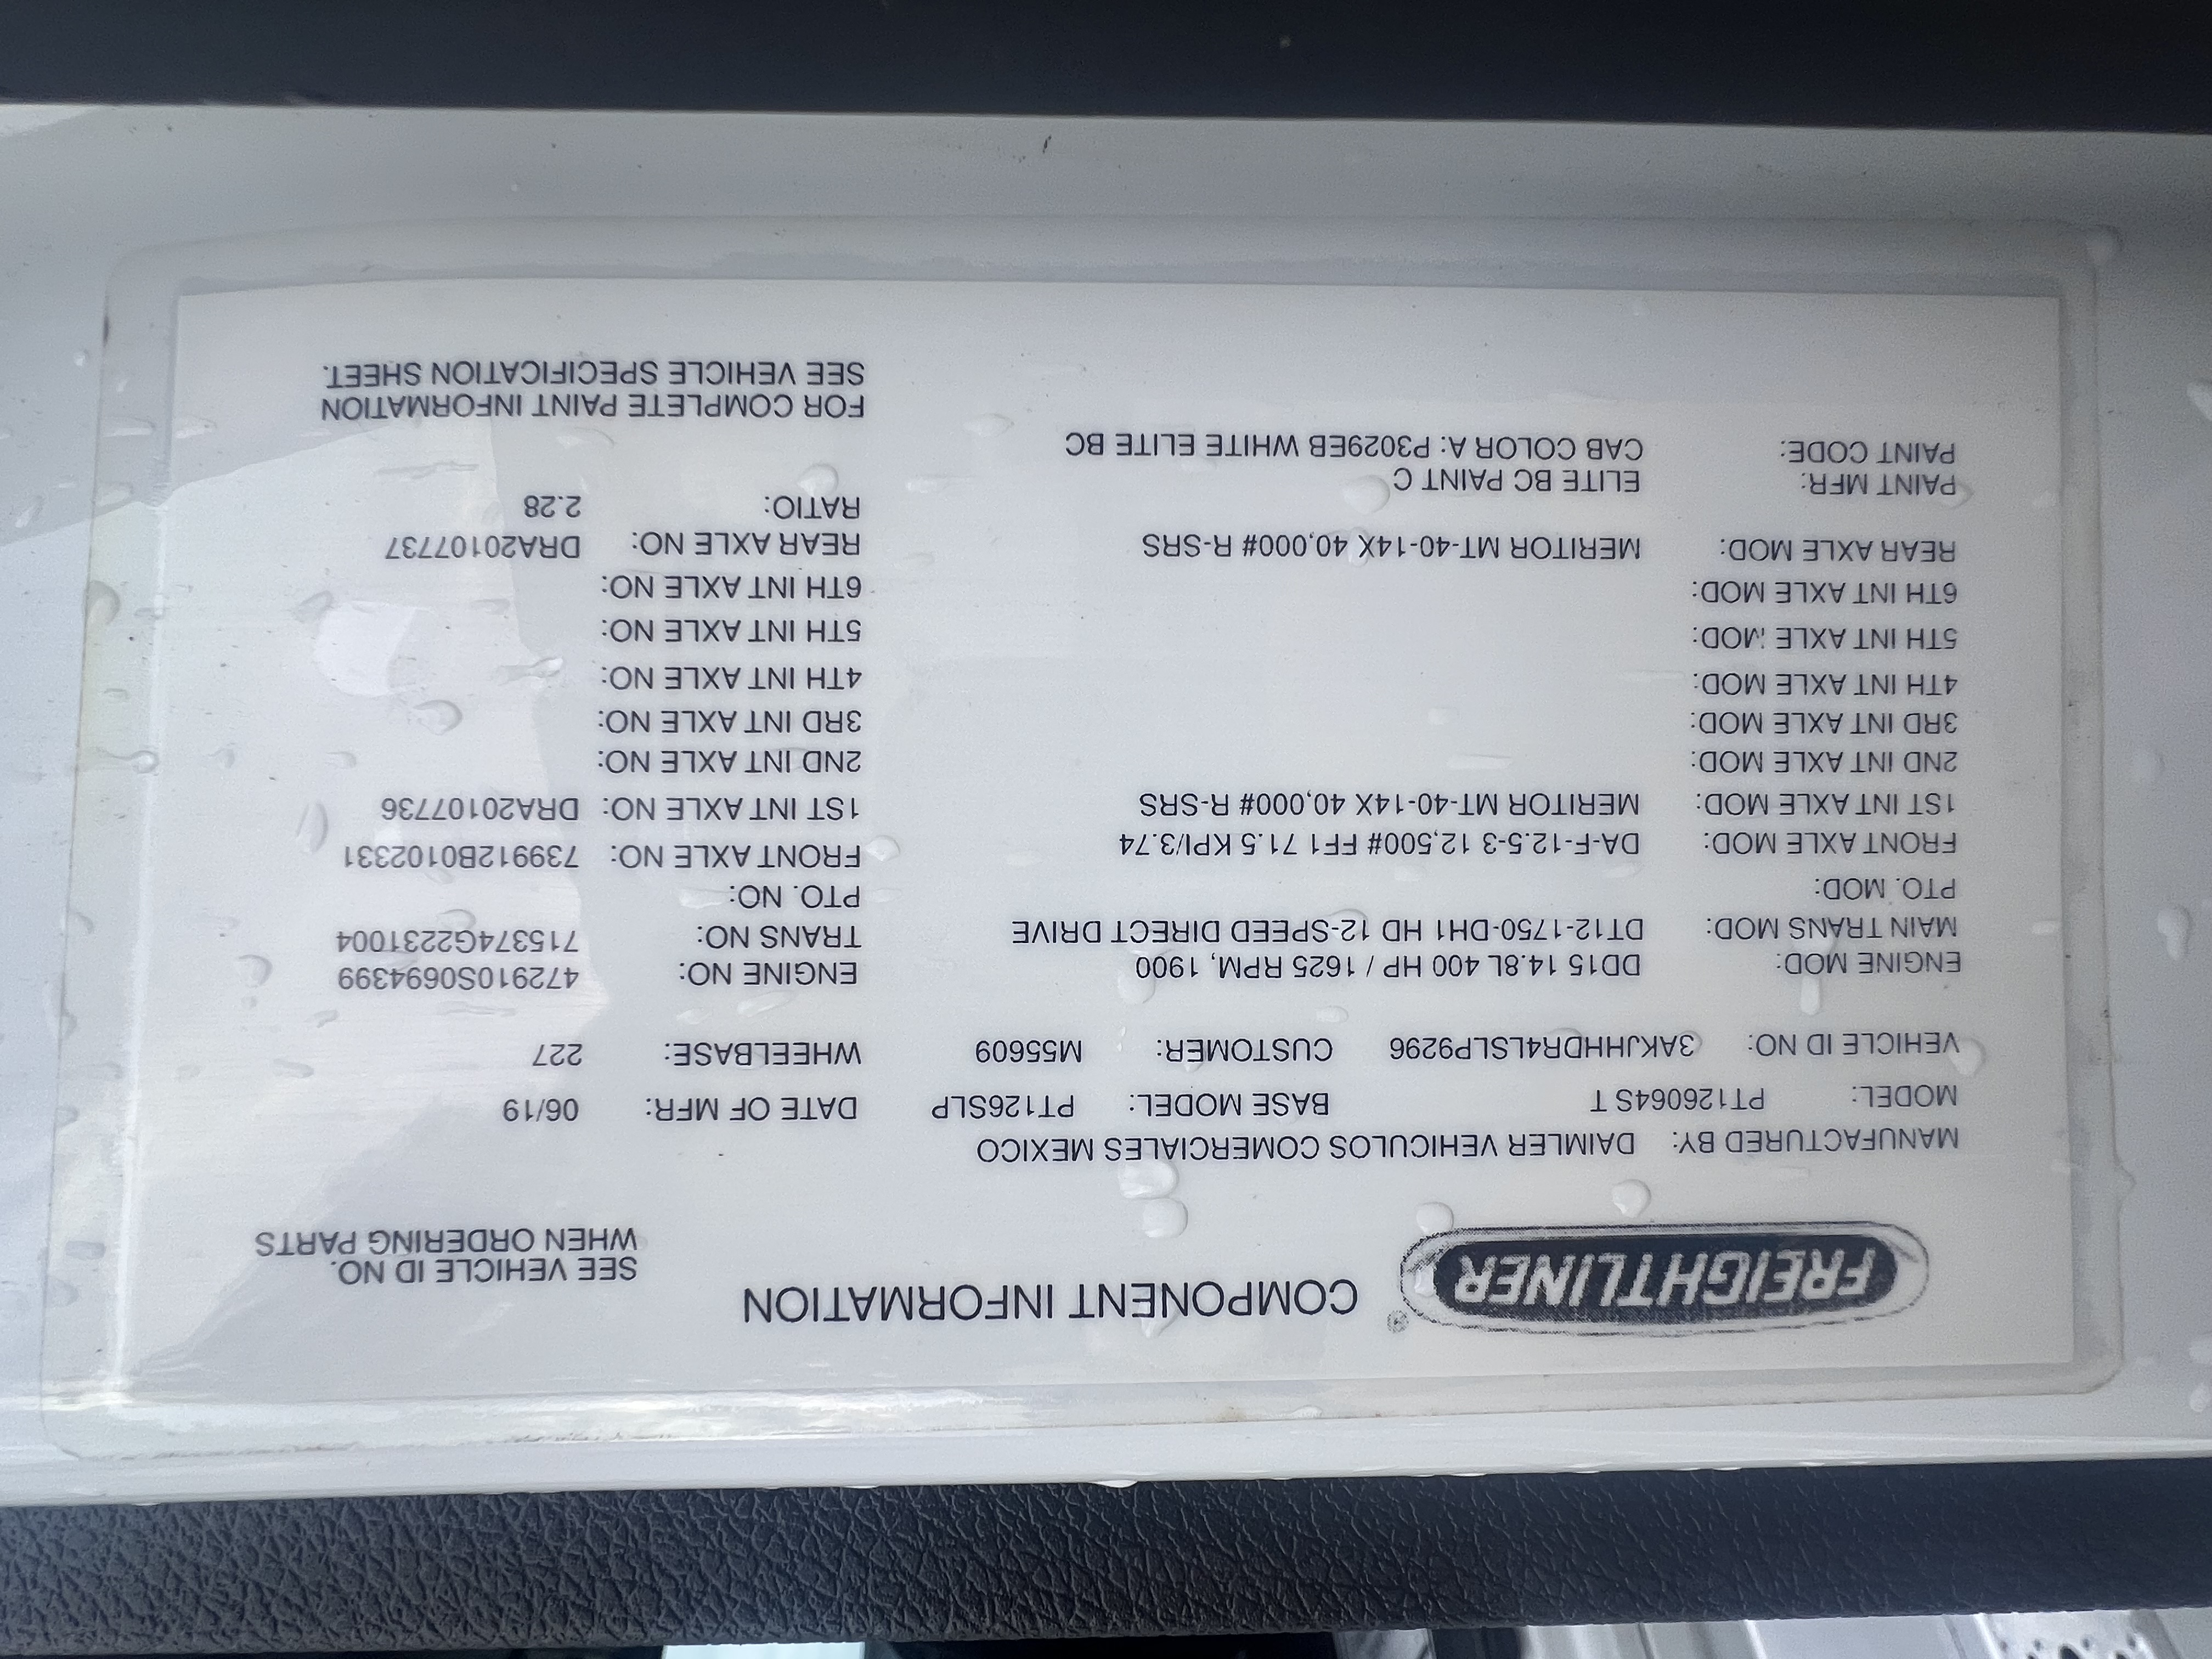 FREIGHTLINER ®
COMPONENT INFORMATION
SEE VEHICLE ID NO.
WHEN ORDERING PARTS
MANUFACTURED BY: DAIMLER VEHICULOS COMERCIALES MEXICO
MODEL: PT126064S T BASE MODEL: PT126SLP DATE OF MFR: 06/19
VEHICLE ID NO: 3AKJHHDR4LSLP9296 CUSTOMER: M55609 WHEELBASE: 227
ENGINE MOD: DD15 14.8L 400 HP / 1625 RPM, 1900 ENGINE NO: 472910S0694399
MAIN TRANS MOD: DT12-1750-DH1 HD 12-SPEED DIRECT DRIVE TRANS NO: 715374G2231004
PTO. MOD: PTO. NO:
FRONT AXLE MOD: DA-F-12.5-3 12,500# FF1 71.5 KPI/3.74 FRONT AXLE NO: 739912B0102331
1ST INT AXLE MOD: MERITOR MT-40-14X 40,000# R-SRS 1ST INT AXLE NO: DRA20107736
2ND INT AXLE MOD: 2ND INT AXLE NO:
3RD INT AXLE MOD: 3RD INT AXLE NO:
4TH INT AXLE MOD: 4TH INT AXLE NO:
5TH INT AXLE MOD: 5TH INT AXLE NO:
6TH INT AXLE MOD: 6TH INT AXLE NO:
REAR AXLE MOD: MERITOR MT-40-14X 40,000# R-SRS REAR AXLE NO: DRA20107737
RATIO: 2.28
PAINT MFR: ELITE BC PAINT C
PAINT CODE: CAB COLOR A: P3029EB WHITE ELITE BC
FOR COMPLETE PAINT INFORMATION
SEE VEHICLE SPECIFICATION SHEET.